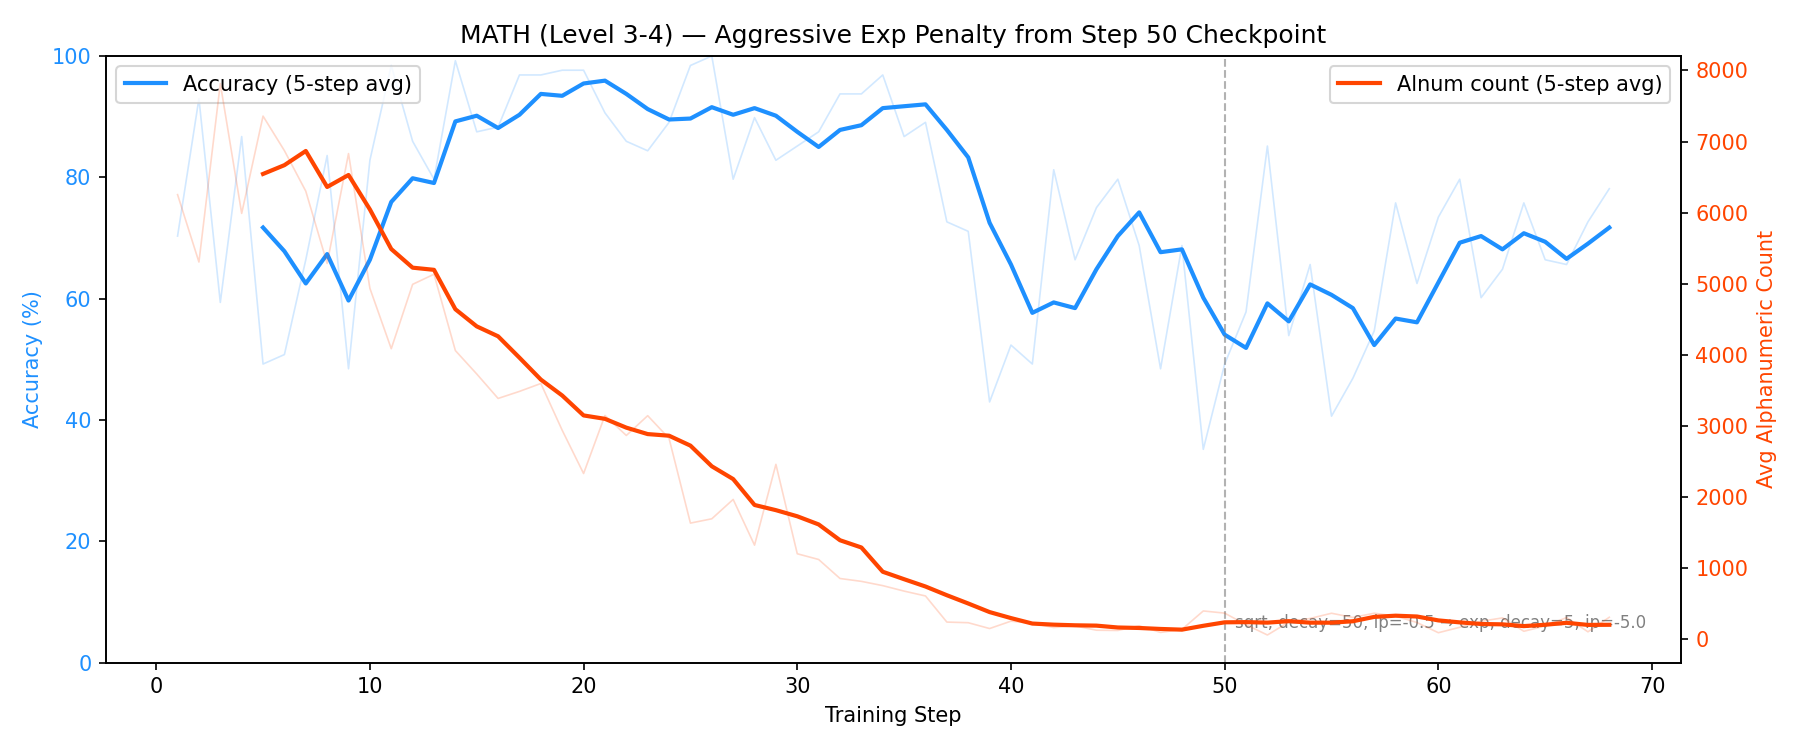 MATH (Level 3-4) — Aggressive Exp Penalty from Step 50 Checkpoint
Accuracy (5-step avg)
Alnum count (5-step avg)
Accuracy (%)
100
80
60
40
20
0
8000
7000
6000
5000
4000
3000
2000
1000
0
Avg Alphanumeric Count
sqrt, decay=50, ip=-0.5 → exp, decay=5, ip=-5.0
0 10 20 30 40 50 60 70
Training Step